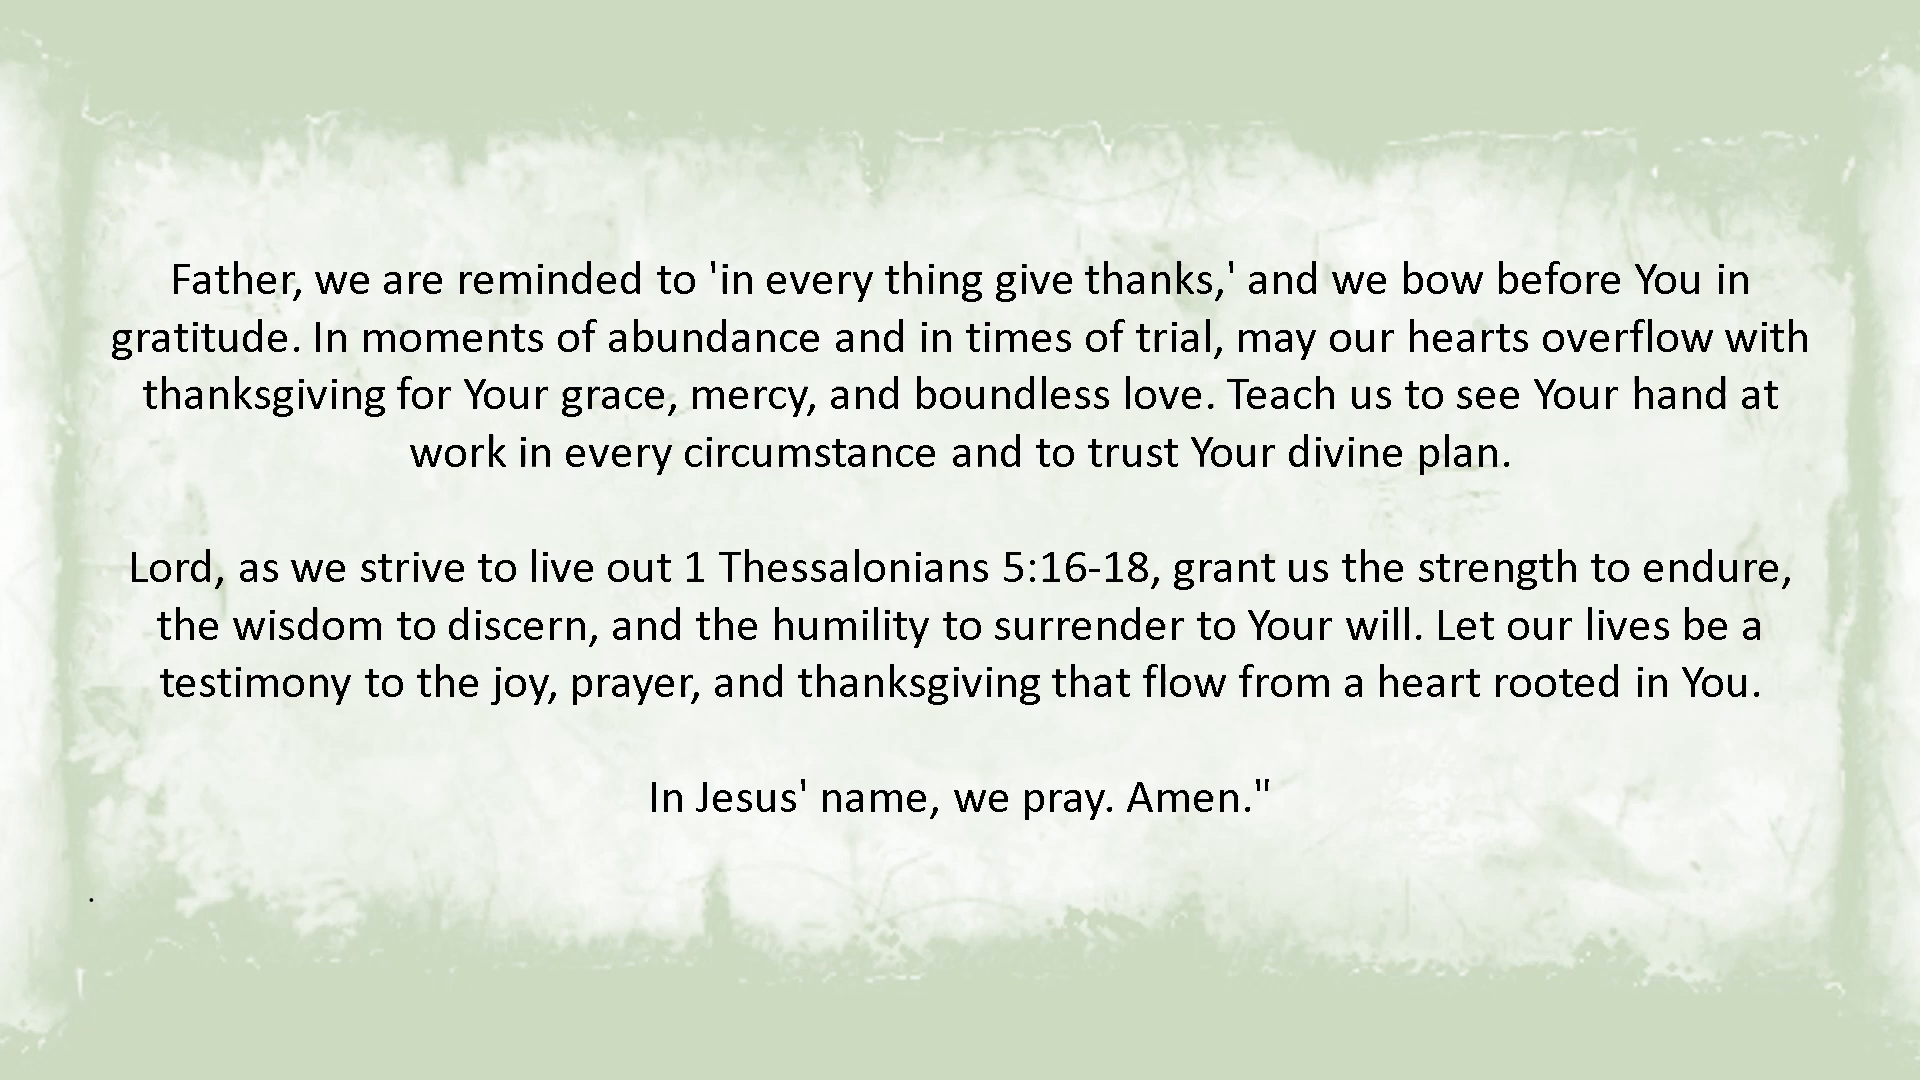 Father, we are reminded to 'in every thing give thanks,' and we bow before You in
gratitude. In moments of abundance and in times of trial, may our hearts overflow with
thanksgiving for Your grace, mercy, and boundless love. Teach us to see Your hand at
work in every circumstance and to trust Your divine plan.
Lord, as we strive to live out 1 Thessalonians 5:16-18, grant us the strength to endure,
the wisdom to discern, and the humility to surrender to Your will. Let our lives be a
testimony to the joy, prayer, and thanksgiving that flow from a heart rooted in You.
In Jesus' name, we pray. Amen."
.